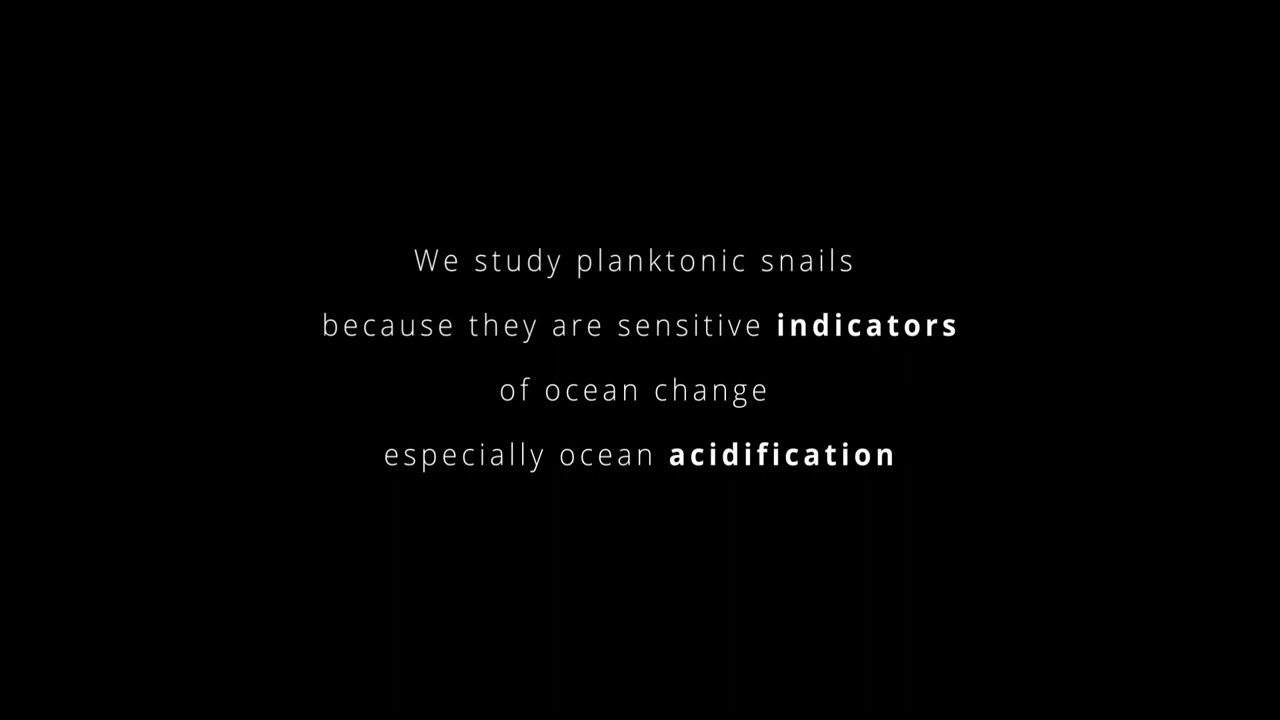 We study planktonic snails
because they are sensitive indicators
of ocean change
especially ocean acidification